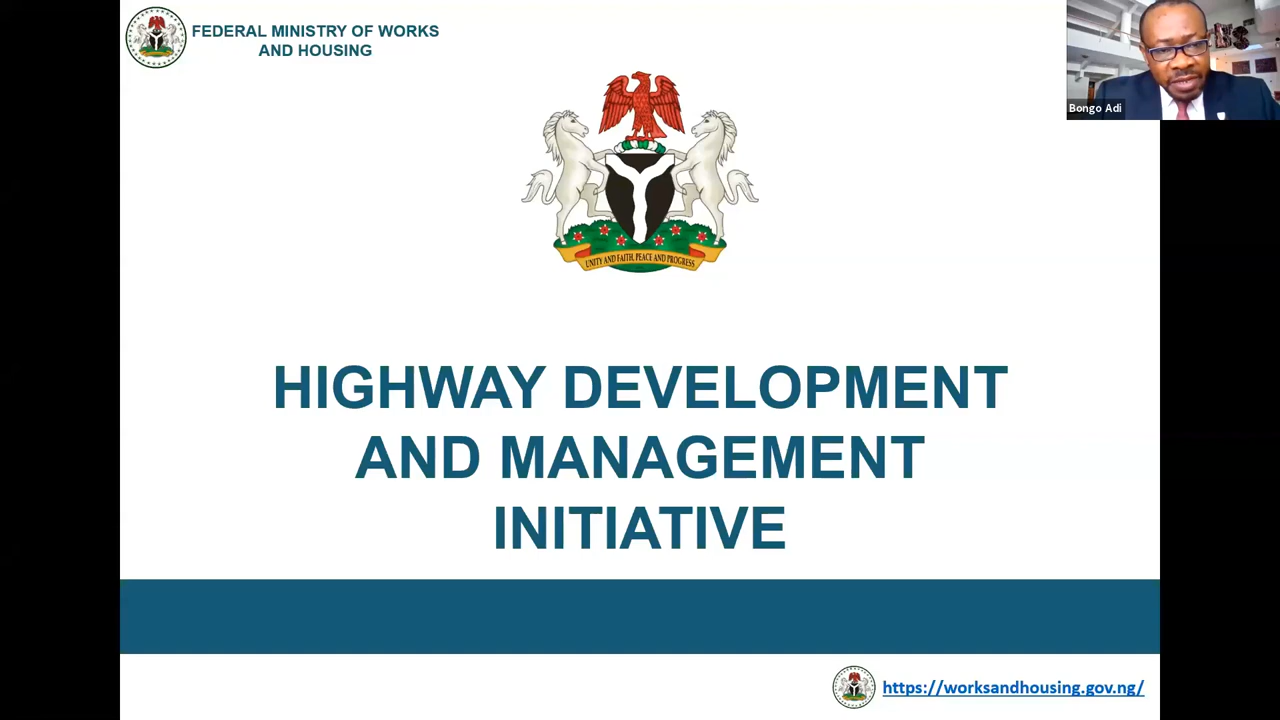 FEDERAL MINISTRY OF WORKS
AND HOUSING
Bongo Adi
UNITY AND FAITH, PEACE AND PROGRESS
HIGHWAY DEVELOPMENT
AND MANAGEMENT
INITIATIVE
https://worksandhousing.gov.ng/